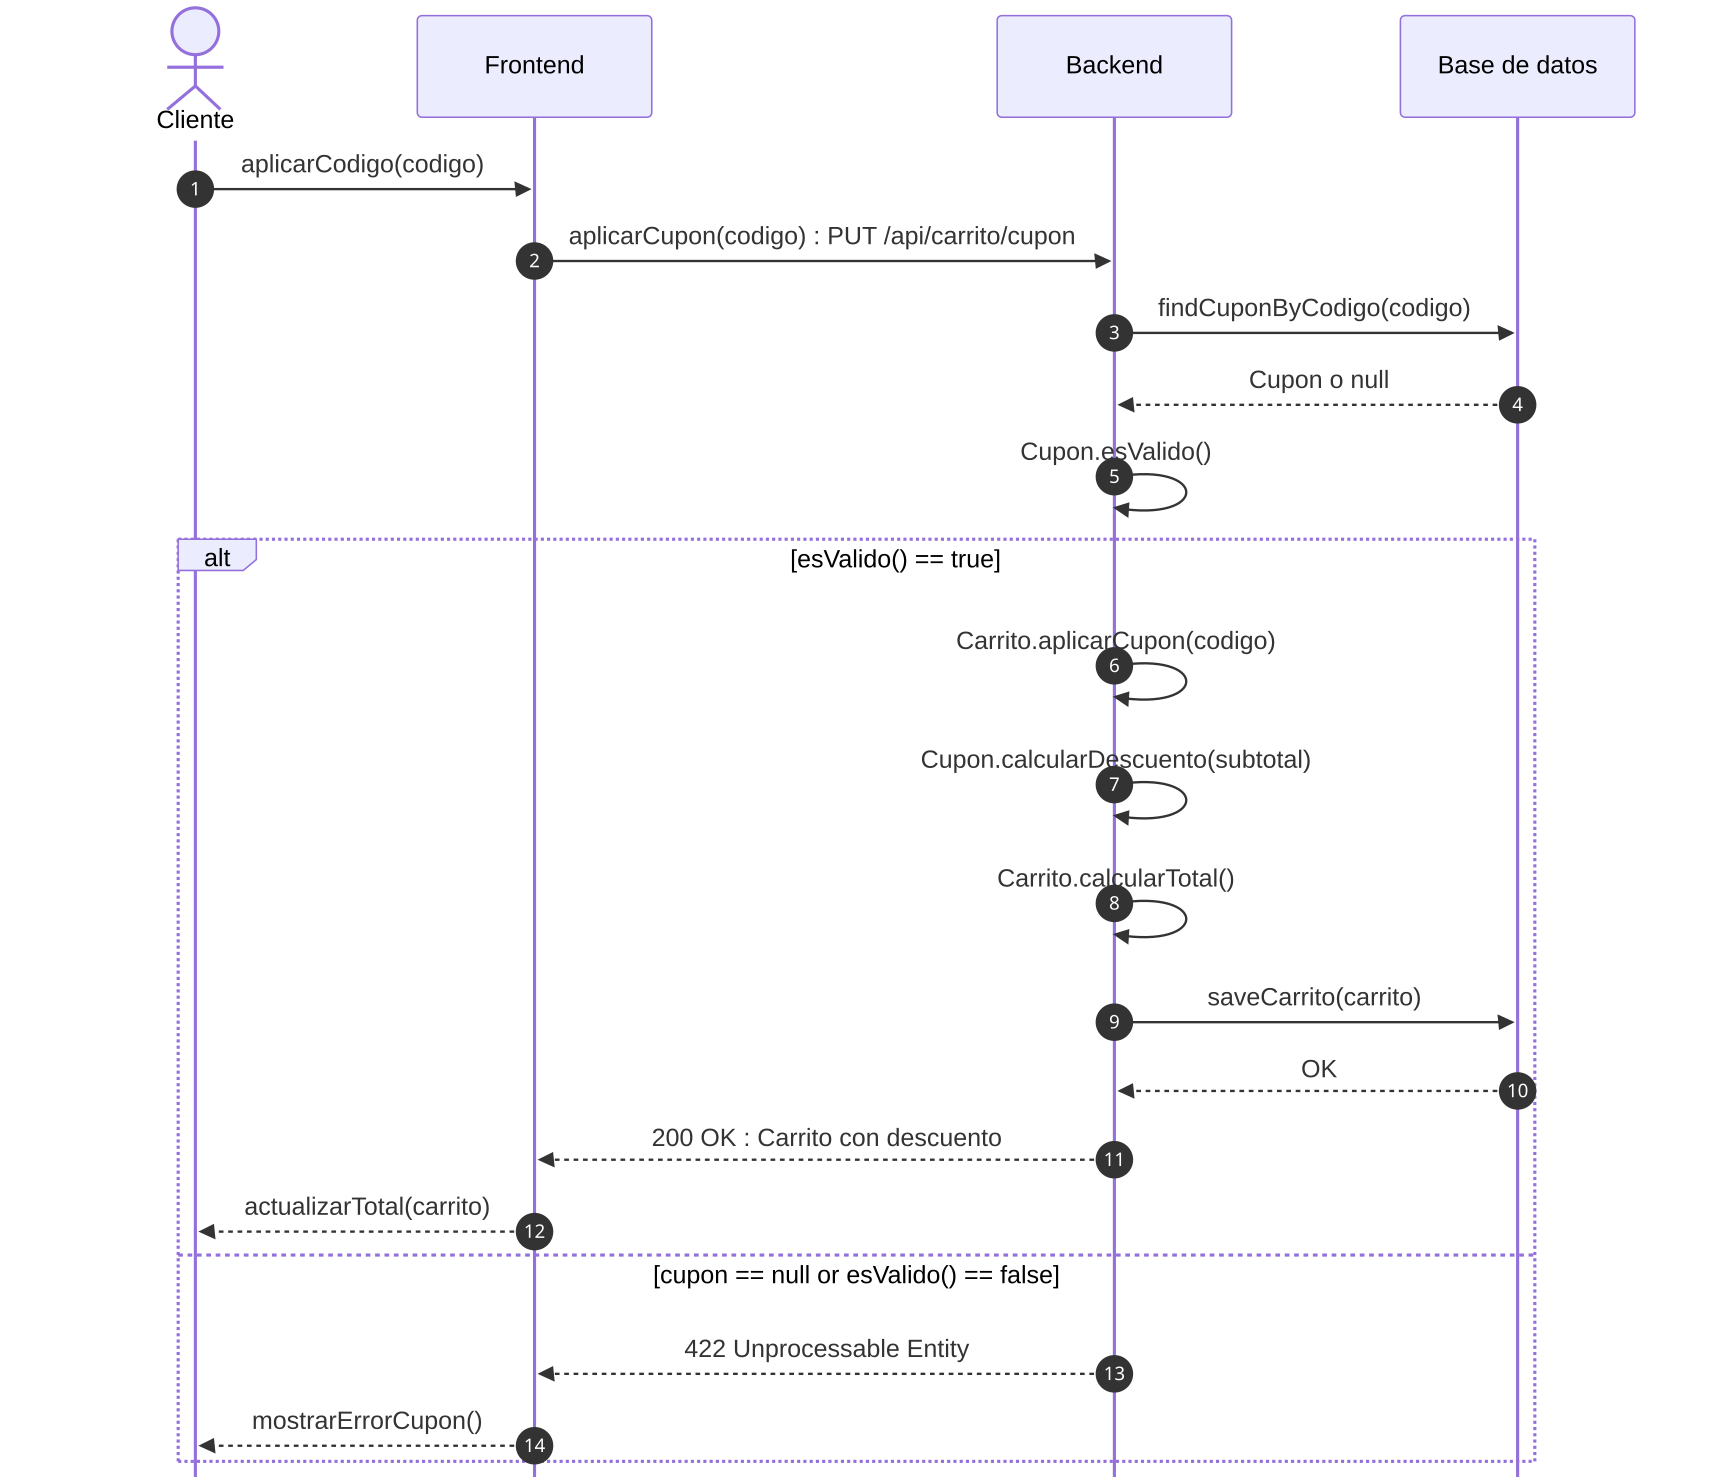 Cliente
Frontend
Backend
Base de datos
aplicarCodigo(codigo)
1
aplicarCupon(codigo) : PUT /api/carrito/cupon
2
findCuponByCodigo(codigo)
3
Cupon o null
4
Cupon.esValido()
5
alt
[esValido() == true]
Carrito.aplicarCupon(codigo)
6
Cupon.calcularDescuento(subtotal)
7
Carrito.calcularTotal()
8
saveCarrito(carrito)
9
OK
10
200 OK : Carrito con descuento
11
actualizarTotal(carrito)
12
[cupon == null or esValido() == false]
422 Unprocessable Entity
13
mostrarErrorCupon()
14